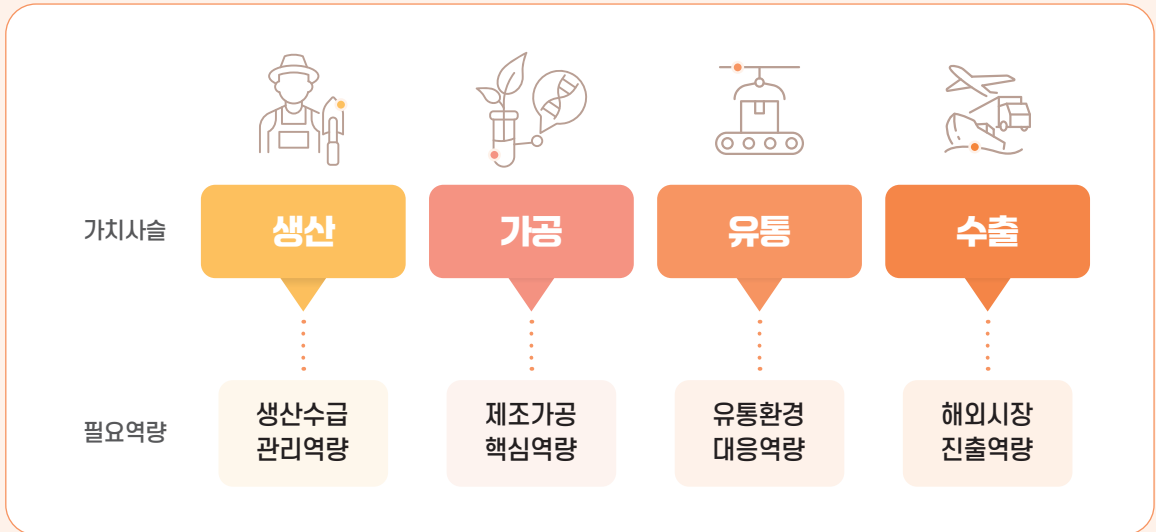 가치사슬
생산
가공
유통
수출
필요역량
생산수급
관리역량
제조가공
핵심역량
유통환경
대응역량
해외시장
진출역량